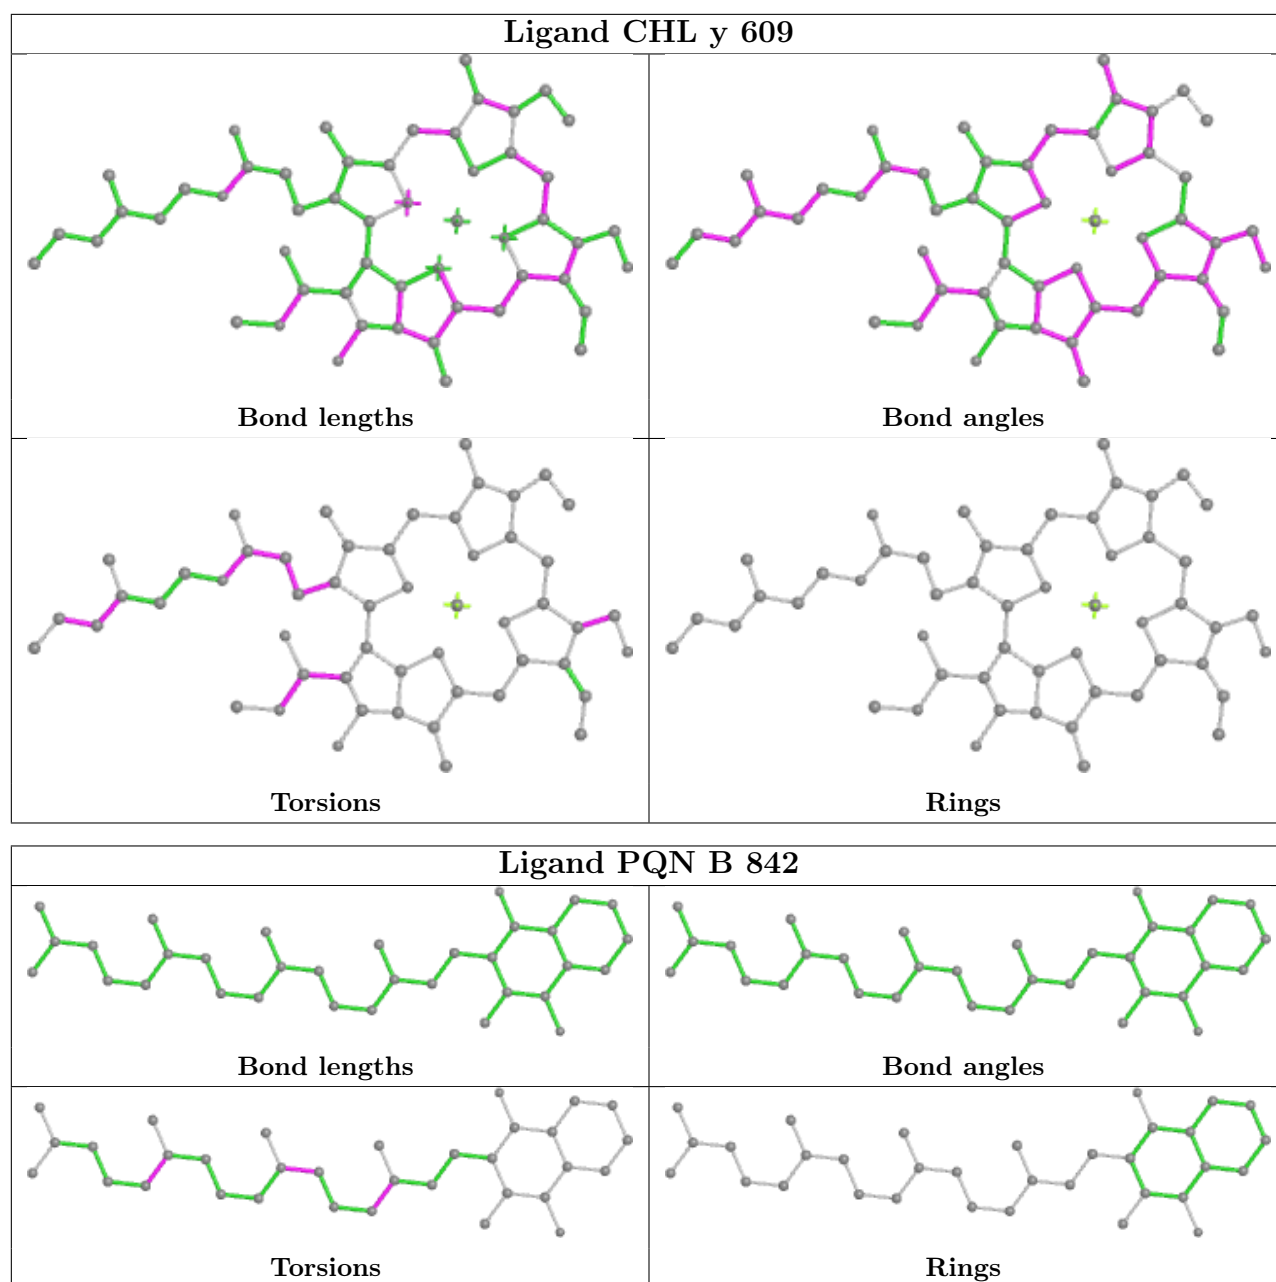 Ligand CHL y 609
Bond lengths
Bond angles
Torsions
Rings
Ligand PQN B 842
Bond lengths
Bond angles
Torsions
Rings